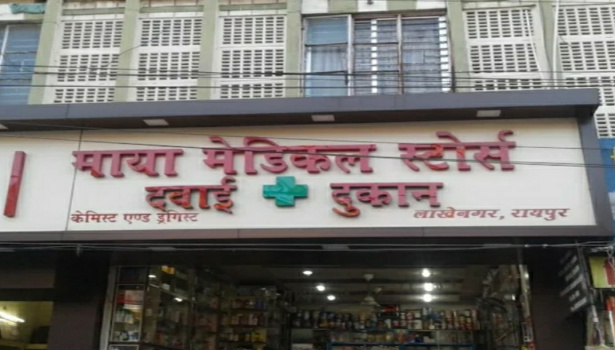 माया मेडिकल स्टोर्स
दवाई दुकान
केमिस्ट एण्ड ड्रगिस्ट
लाखेनगर, रायपुर